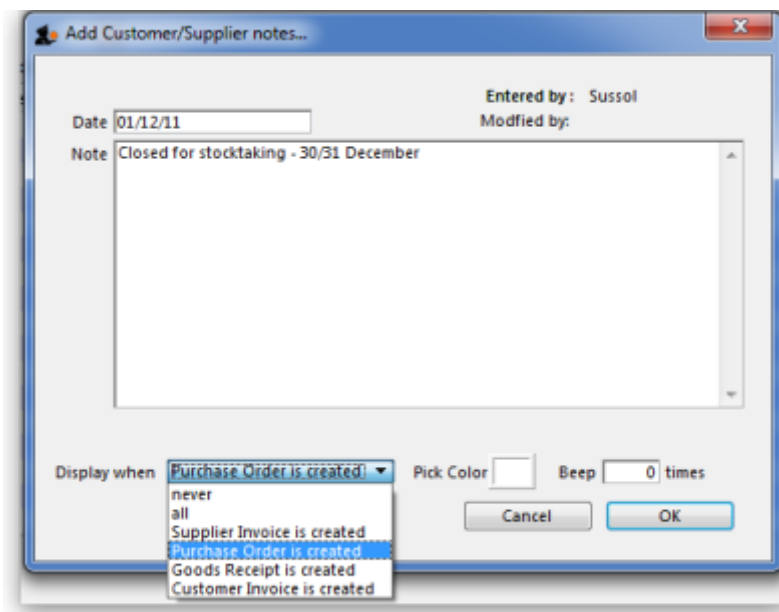 Add Customer/Supplier notes...
Entered by: Sussol
Date 01/12/11
Modfied by:
Note Closed for stocktaking - 30/31 December
Display when Purchase Order is created Pick Color Beep 0 times
never
all
Supplier Invoice is created
Purchase Order is created
Goods Receipt is created
Customer Invoice is created
Cancel OK